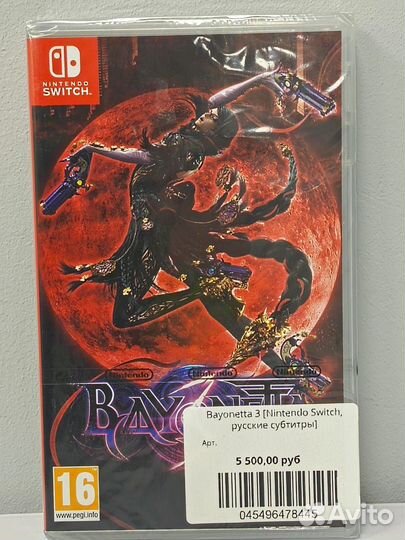 NINTENDO
SWITCH
Nintendo
Nintendo
Nintendo
BAYONETTA
Bayonetta 3 [Nintendo Switch,
русские субтитры]
Арт.
5 500,00 руб
045496478445
16
www.pegi.info
Avito